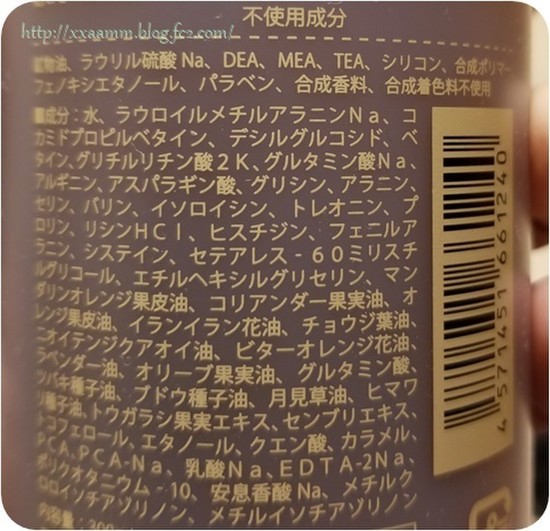 不使用成分
http://xxaamm.blog.fc2.com/
鉱物油、ラウリル硫酸Na、DEA、MEA、TEA、シリコン、合成ポリマー
フェノキシエタノール、パラベン、合成香料、合成着色料不使用
成分：水、ラウロイルメチルアラニンNa、コ
カミドプロピルベタイン、デシルグルコシド、ベ
タイン、グリチルリチン酸2K、グルタミン酸Na、
アルギニン、アスパラギン酸、グリシン、アラニン、
セリン、バリン、イソロイシン、トレオニン、プ
ロリン、リシンHCl、ヒスチジン、フェニルア
ラニン、システイン、セテアレス-60ミリスチ
ルグリコール、エチルヘキシルグリセリン、マン
ダリンオレンジ果皮油、コリアンダー果実油、オ
レンジ果皮油、イランイラン花油、チョウジ葉油、
ニオイテンジクアオイ油、ビターオレンジ花油、
ラベンダー油、オリーブ果実油、グルタミン酸、
ツバキ種子油、ブドウ種子油、月見草油、ヒマワ
リ種子油、トウガラシ果実エキス、センブリエキス、
トコフェロール、エタノール、クエン酸、カラメル、
PCA、PCA-Na、乳酸Na、EDTA-2Na、
ポリクオタニウム-10、安息香酸Na、メチルク
ロロイソチアゾリノン、メチルイソチアゾリノン
内容量：300
4 571451 661240